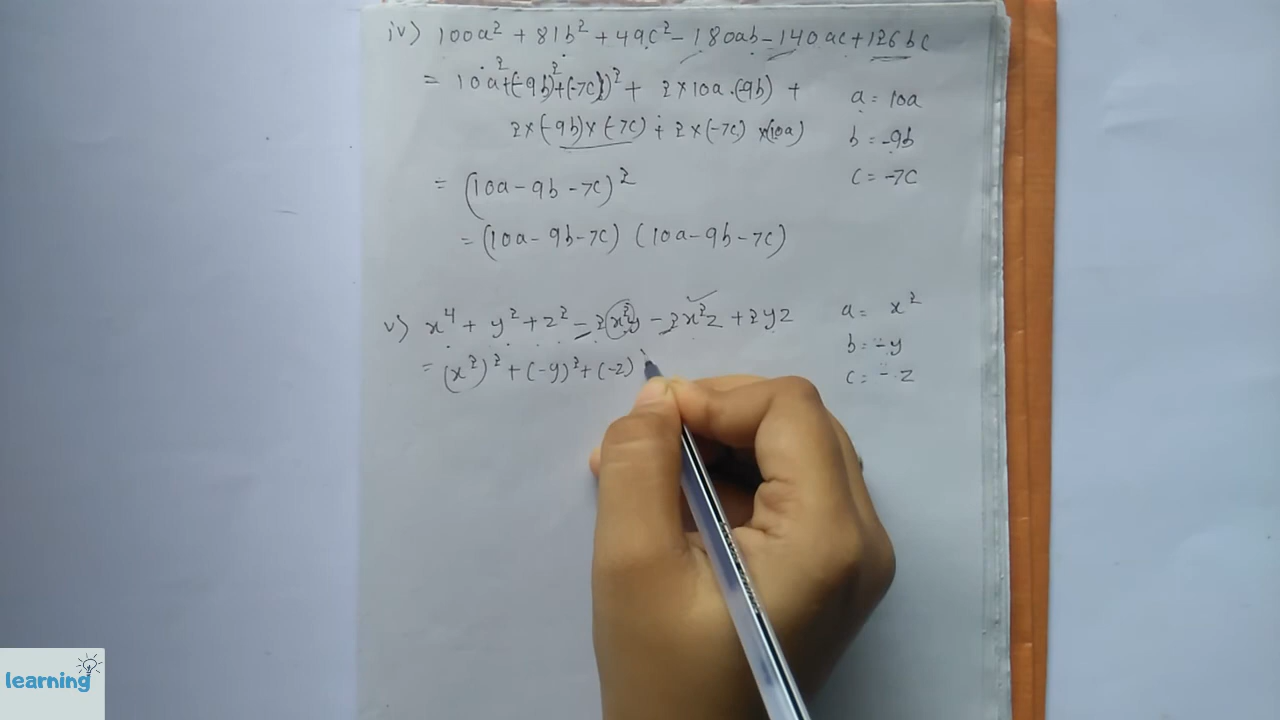 iv) 100a² + 81b² + 49c² - 180ab - 140ac + 126bc
= 10a² + (-9b)² + (-7c))² + 2×10a.(-9b) +
2×(-9b)×(-7c) + 2×(-7c)×(10a)
a = 10a
b = -9b
c = -7c
= (10a - 9b - 7c)²
= (10a - 9b - 7c) (10a - 9b - 7c)
v) x⁴ + y² + z² - 2x²y - 2x²z + 2yz
= (x²)² + (-y)² + (-z)
a = x²
b = -y
c = -z
learning